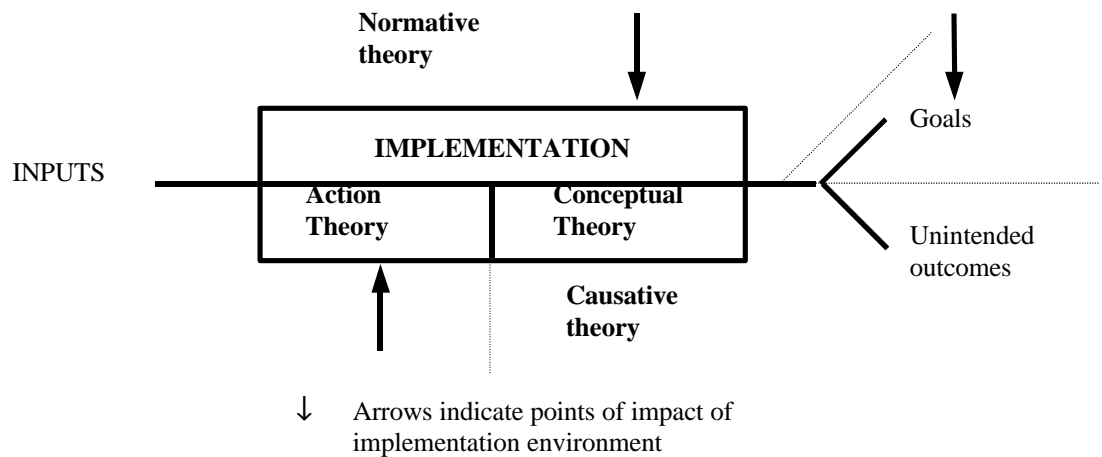 Normative
theory
Goals
IMPLEMENTATION
INPUTS
Action
Theory
Conceptual
Theory
Unintended
outcomes
Causative
theory
↓ Arrows indicate points of impact of
implementation environment